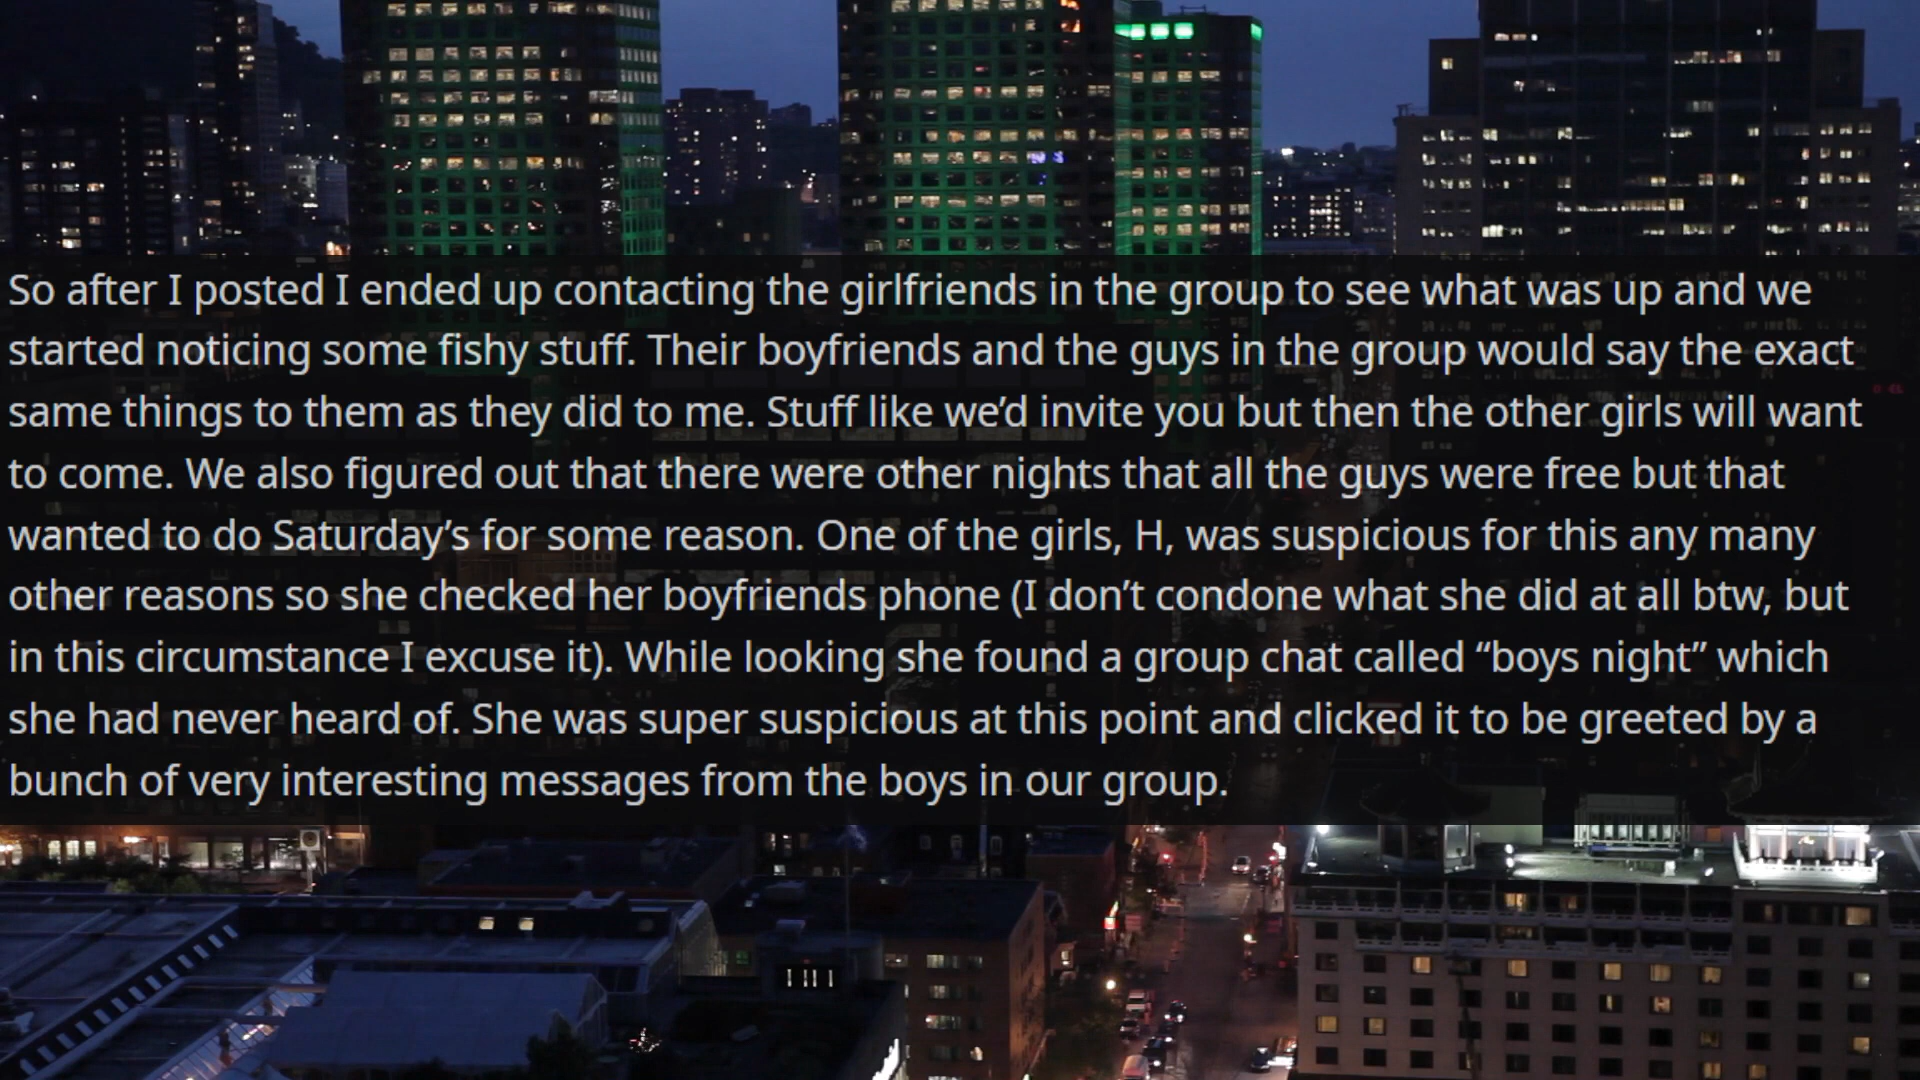 So after I posted I ended up contacting the girlfriends in the group to see what was up and we
started noticing some fishy stuff. Their boyfriends and the guys in the group would say the exact
same things to them as they did to me. Stuff like we’d invite you but then the other girls will want
to come. We also figured out that there were other nights that all the guys were free but that
wanted to do Saturday’s for some reason. One of the girls, H, was suspicious for this any many
other reasons so she checked her boyfriends phone (I don’t condone what she did at all btw, but
in this circumstance I excuse it). While looking she found a group chat called “boys night” which
she had never heard of. She was super suspicious at this point and clicked it to be greeted by a
bunch of very interesting messages from the boys in our group.